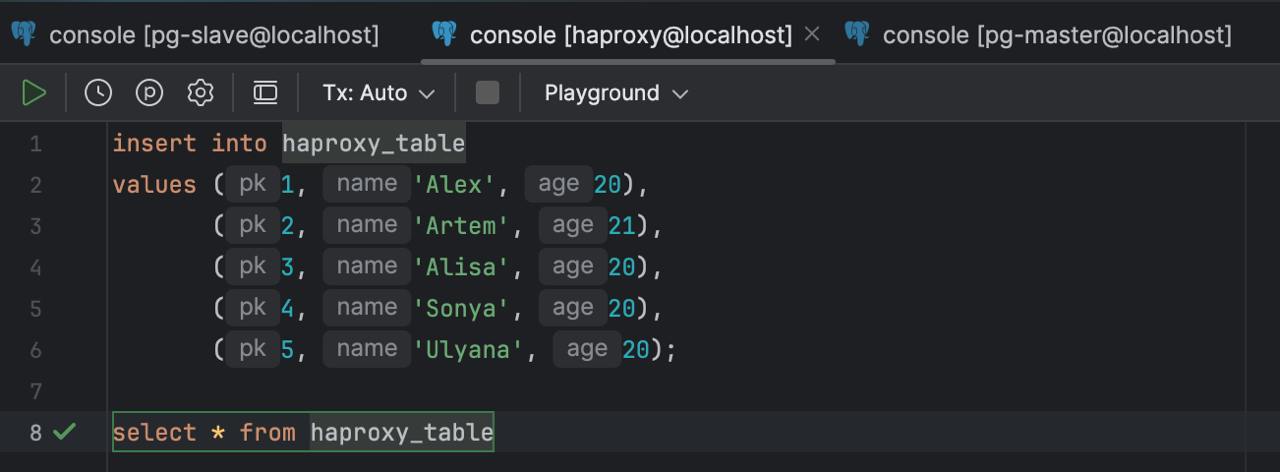 console [pg-slave@localhost] console [haproxy@localhost] console [pg-master@localhost]
Tx: Auto Playground
1 insert into haproxy_table
2 values ( pk 1, name 'Alex', age 20),
3 ( pk 2, name 'Artem', age 21),
4 ( pk 3, name 'Alisa', age 20),
5 ( pk 4, name 'Sonya', age 20),
6 ( pk 5, name 'Ulyana', age 20);
7
8 select * from haproxy_table